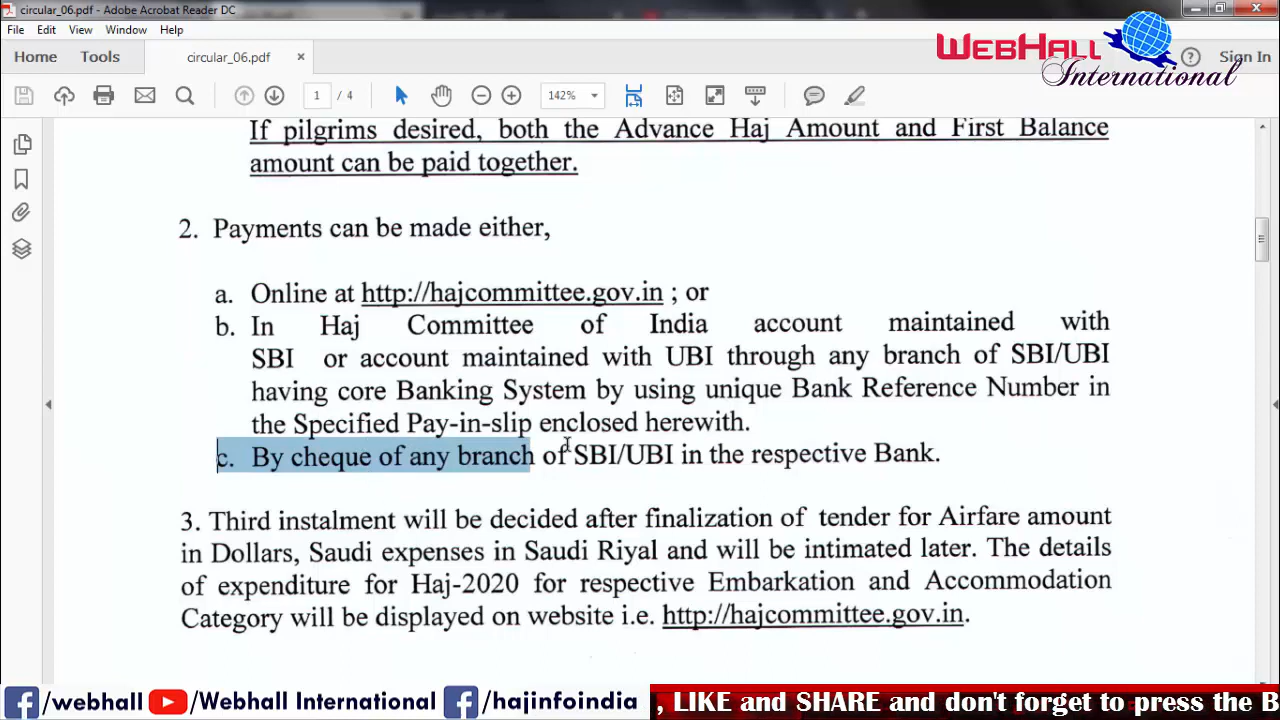 circular_06.pdf - Adobe Acrobat Reader DC
File Edit View Window Help
Home Tools circular_06.pdf × ? Sign In
WEBHALL
International
1 / 4 142%
If pilgrims desired, both the Advance Haj Amount and First Balance
amount can be paid together.
2. Payments can be made either,
a. Online at http://hajcommittee.gov.in ; or
b. In Haj Committee of India account maintained with
SBI or account maintained with UBI through any branch of SBI/UBI
having core Banking System by using unique Bank Reference Number in
the Specified Pay-in-slip enclosed herewith.
c. By cheque of any branch of SBI/UBI in the respective Bank.
3. Third instalment will be decided after finalization of tender for Airfare amount
in Dollars, Saudi expenses in Saudi Riyal and will be intimated later. The details
of expenditure for Haj-2020 for respective Embarkation and Accommodation
Category will be displayed on website i.e. http://hajcommittee.gov.in.
/webhall Webhall International /hajinfoindia , LIKE and SHARE and don't forget to press the B